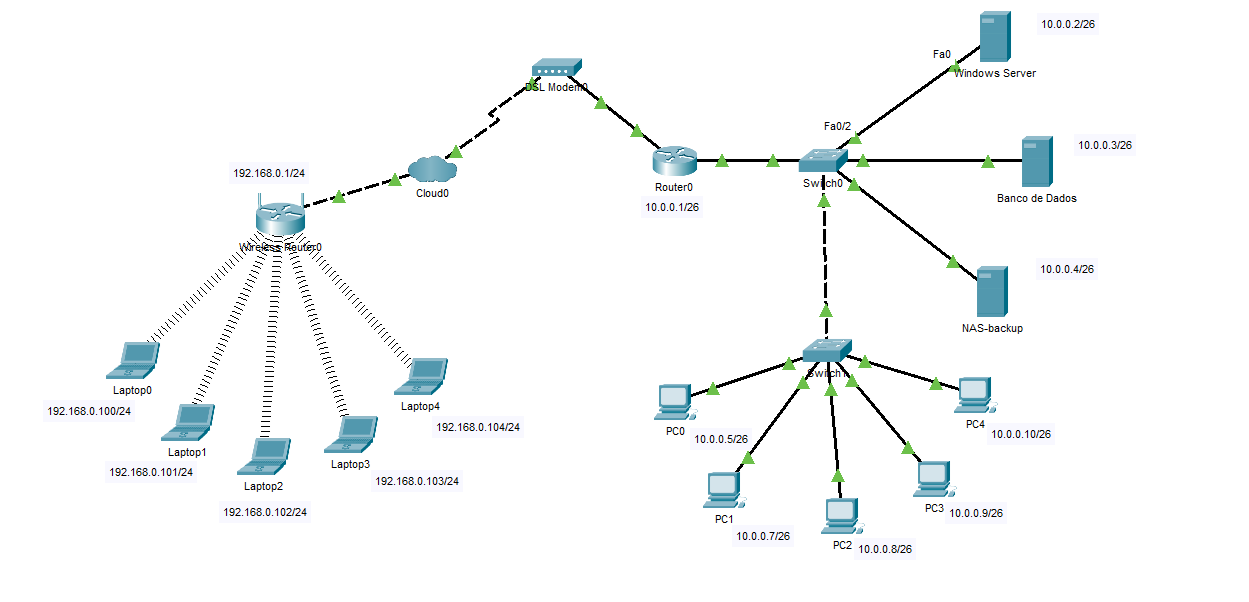 10.0.0.2/26
Fa0
Windows Server
DSL Modem0
Fa0/2
10.0.0.3/26
192.168.0.1/24
Cloud0
Router0
Switch0
Banco de Dados
10.0.0.1/26
Wireless Router0
10.0.0.4/26
NAS-backup
Switch1
Laptop0
192.168.0.100/24
Laptop4
192.168.0.104/24
Laptop1
192.168.0.101/24
Laptop3
192.168.0.103/24
Laptop2
192.168.0.102/24
PC0
10.0.0.5/26
PC4
10.0.0.10/26
PC1
10.0.0.7/26
PC3
10.0.0.9/26
PC2
10.0.0.8/26